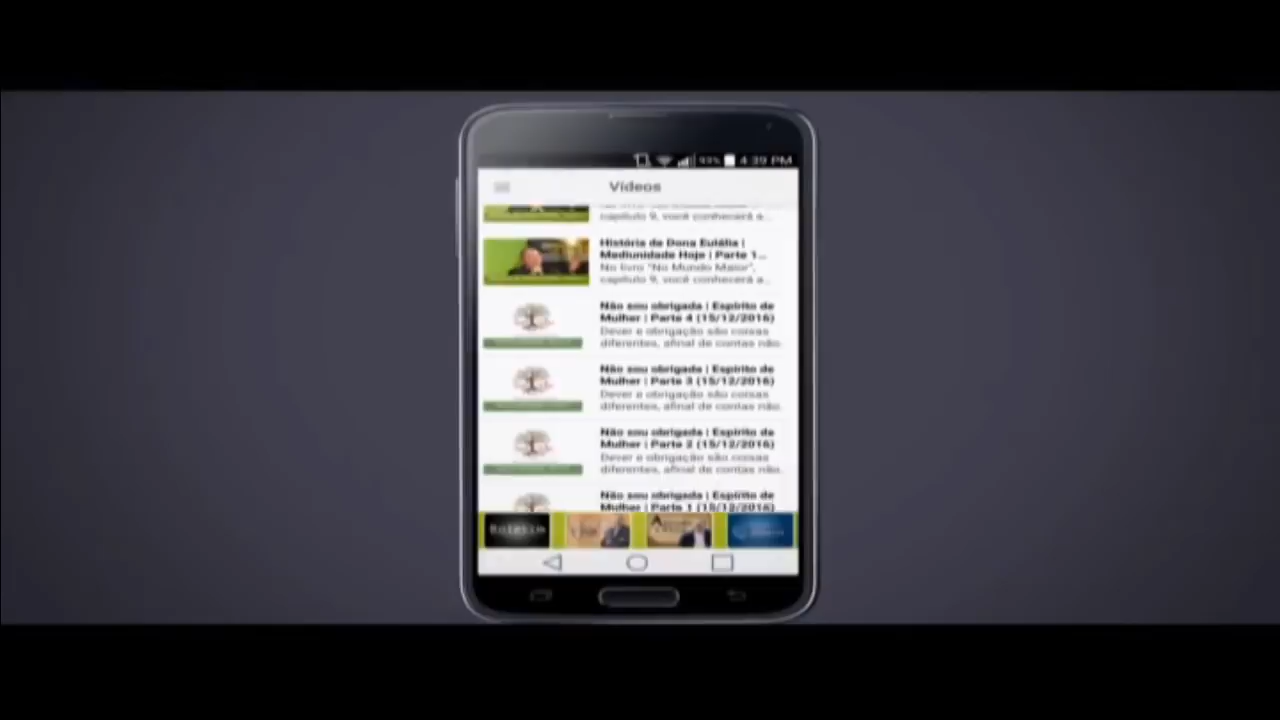 93% 4:39 PM
Vídeos
capítulo 9, você conhecerá a...
História de Dona Eulália |
Mediunidade Hoje | Parte 1...
No livro "No Mundo Maior",
capítulo 9, você conhecerá a...
Não sou obrigada | Espírito de
Mulher | Parte 4 (15/12/2016)
Dever e obrigação são coisas
diferentes, afinal de contas não
Não sou obrigada | Espírito de
Mulher | Parte 3 (15/12/2016)
Dever e obrigação são coisas
diferentes, afinal de contas não
Não sou obrigada | Espírito de
Mulher | Parte 2 (15/12/2016)
Dever e obrigação são coisas
diferentes, afinal de contas não
Não sou obrigada | Espírito de
Mulher | Parte 1 (15/12/2016)
Boletim